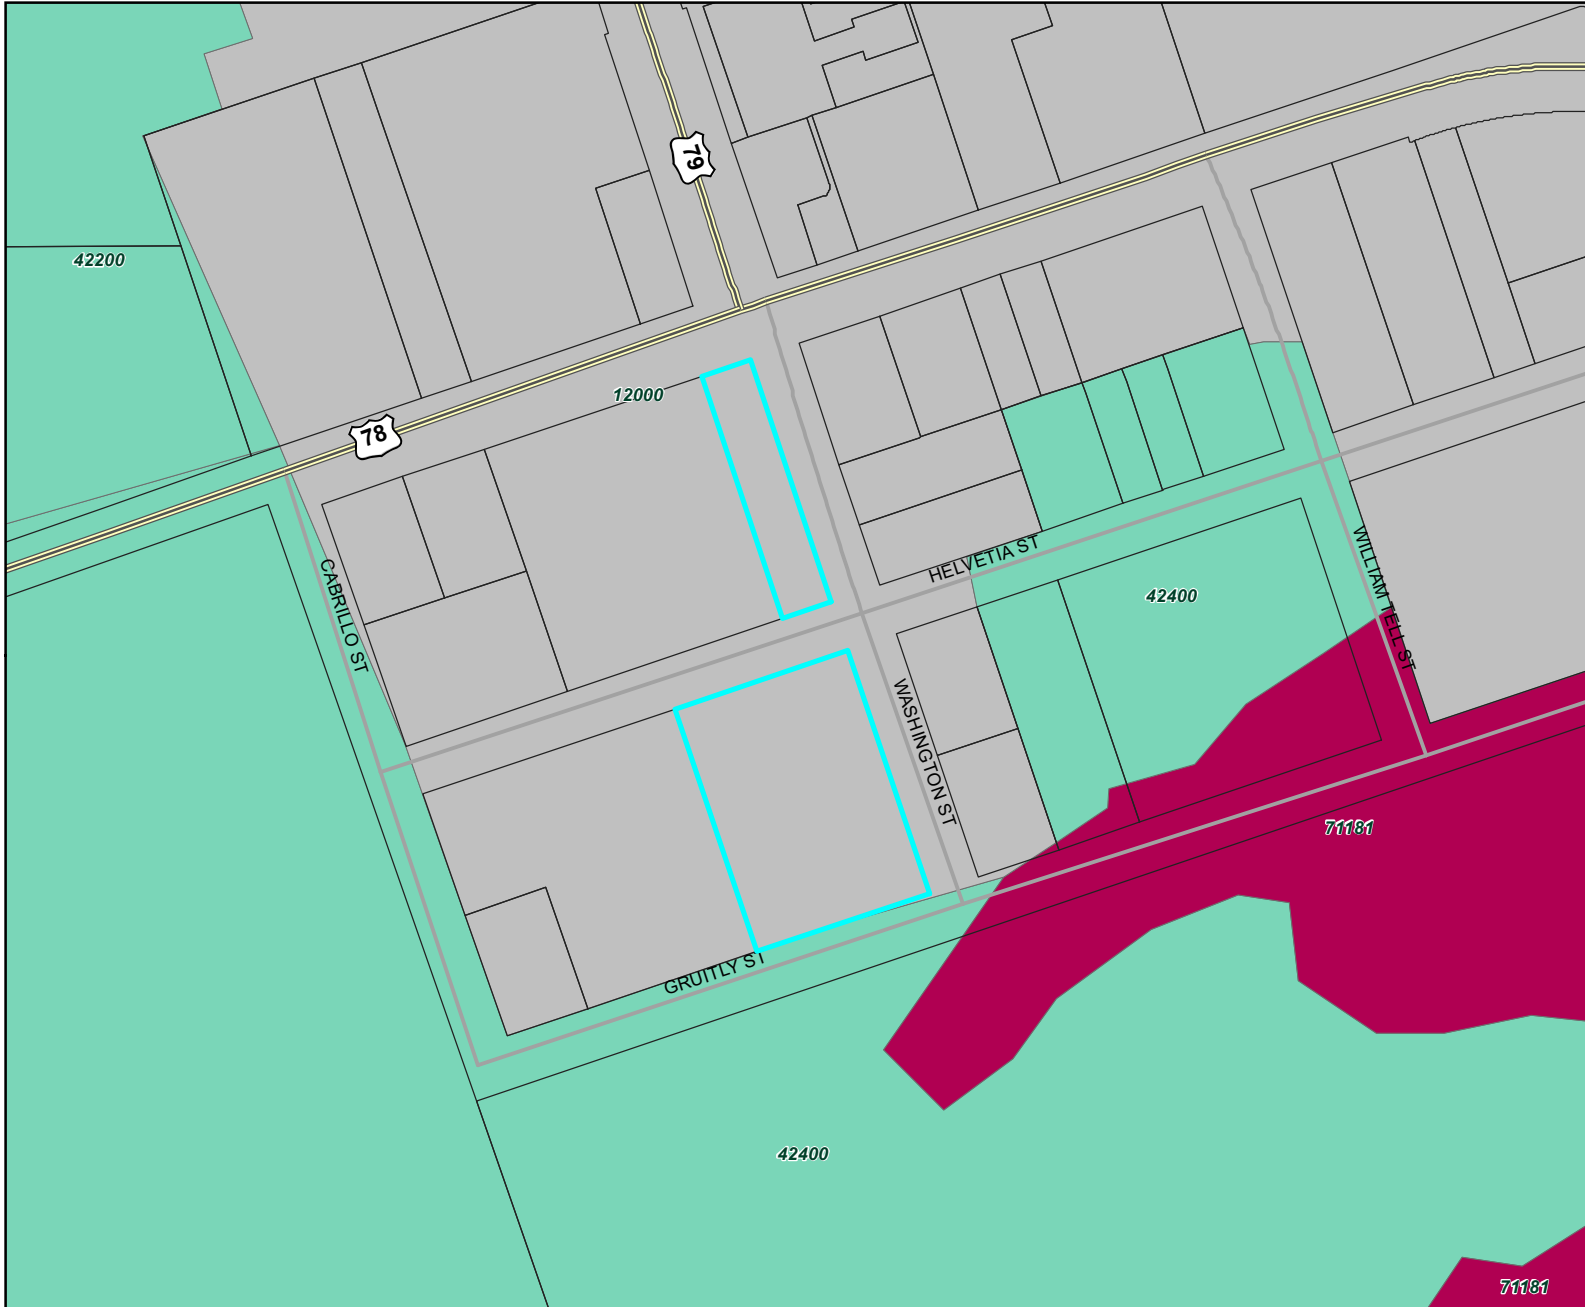 79
42200
12000
78
HELVETIA ST
WILLIAM TELL ST
CABRILLO ST
42400
WASHINGTON ST
71181
GRUITLY ST
42400
71181